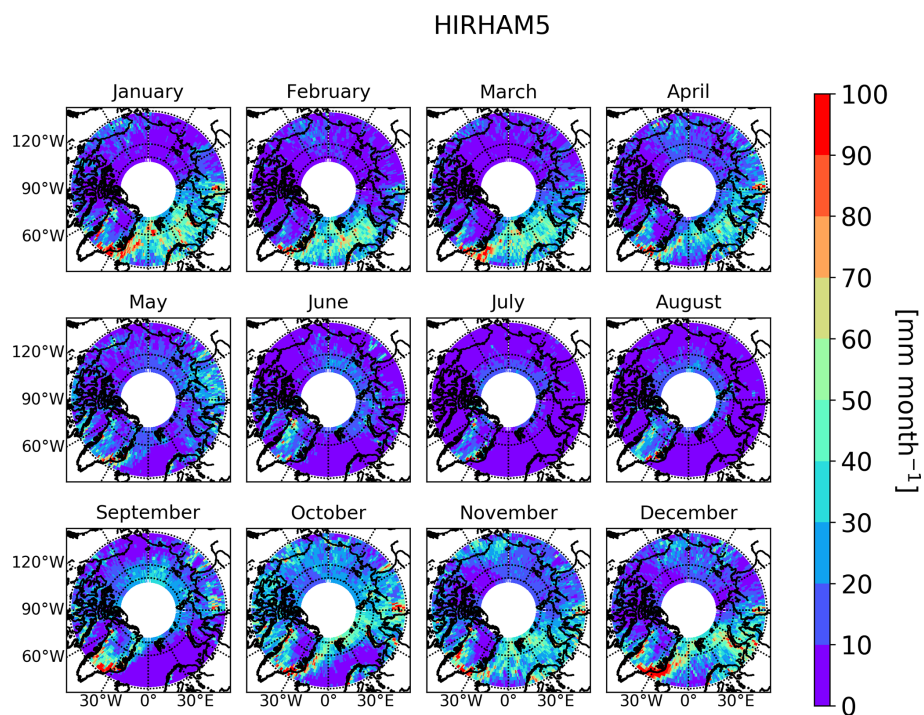 HIRHAM5
January
February
March
April
120°W
90°W
60°W
May
June
July
August
120°W
90°W
60°W
September
October
November
December
120°W
90°W
60°W
30°W 0° 30°E
30°W 0° 30°E
30°W 0° 30°E
30°W 0° 30°E
100
90
80
70
60
50
40
30
20
10
0
[mm month⁻¹]